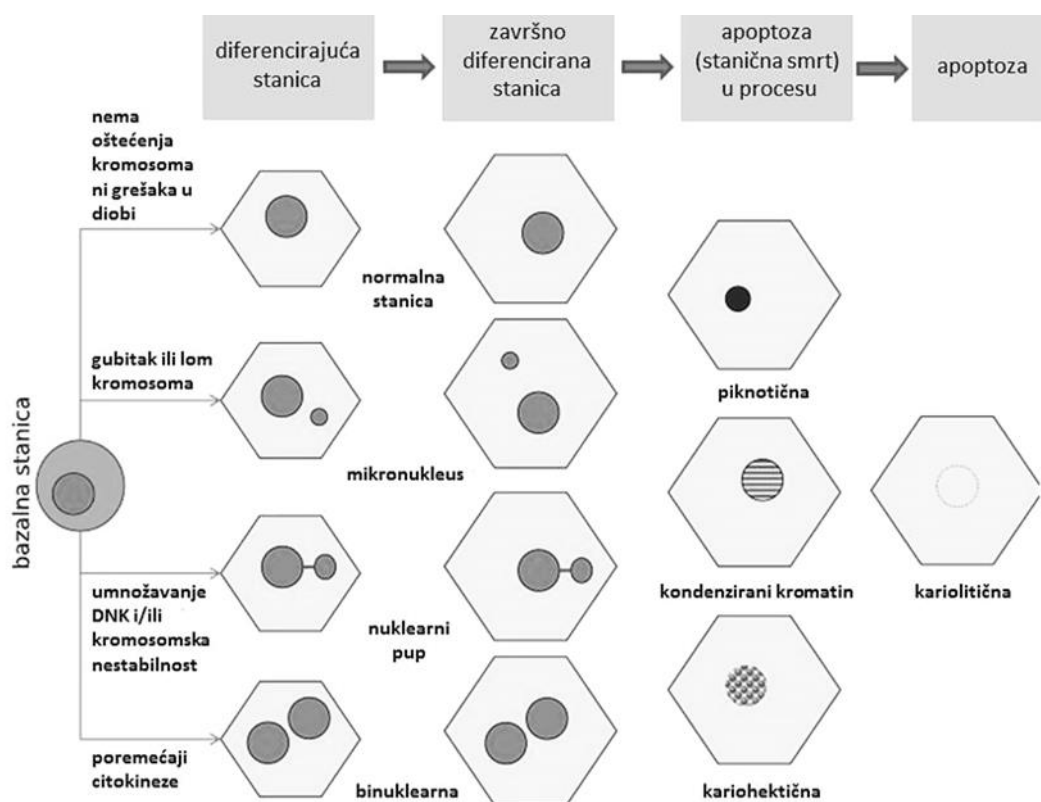 diferencirajuća
stanica
završno
diferencirana
stanica
apoptoza
(stanična smrt)
u procesu
apoptoza
nema
oštećenja
kromosoma
ni grešaka u
diobi
normalna
stanica
piknotična
gubitak ili lom
kromosoma
mikronukleus
bazalna stanica
kondenzirani kromatin
kariolitična
umnožavanje
DNK i/ili
kromosomska
nestabilnost
nuklearni
pup
poremećaji
citokineze
binuklearna
kariohektična